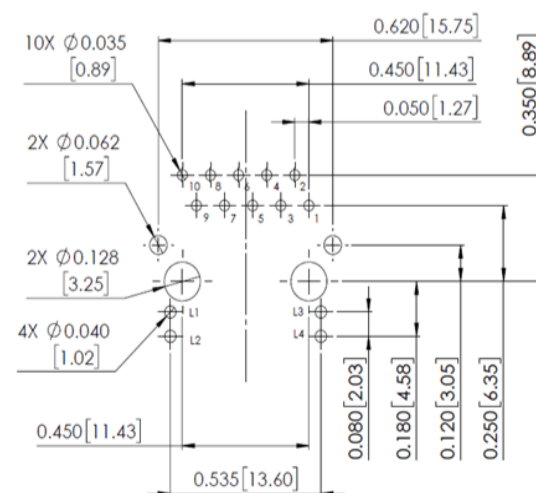 0.620[15.75]
10X Ø0.035
[0.89]
0.450[11.43]
0.050[1.27]
0.350[8.89]
2X Ø0.062
[1.57]
10 8 6 4 2
9 7 5 3 1
2X Ø0.128
[3.25]
L1 L3
4X Ø0.040
[1.02]
L2 L4
0.080[2.03]
0.180[4.58]
0.120[3.05]
0.250[6.35]
0.450[11.43]
0.535[13.60]